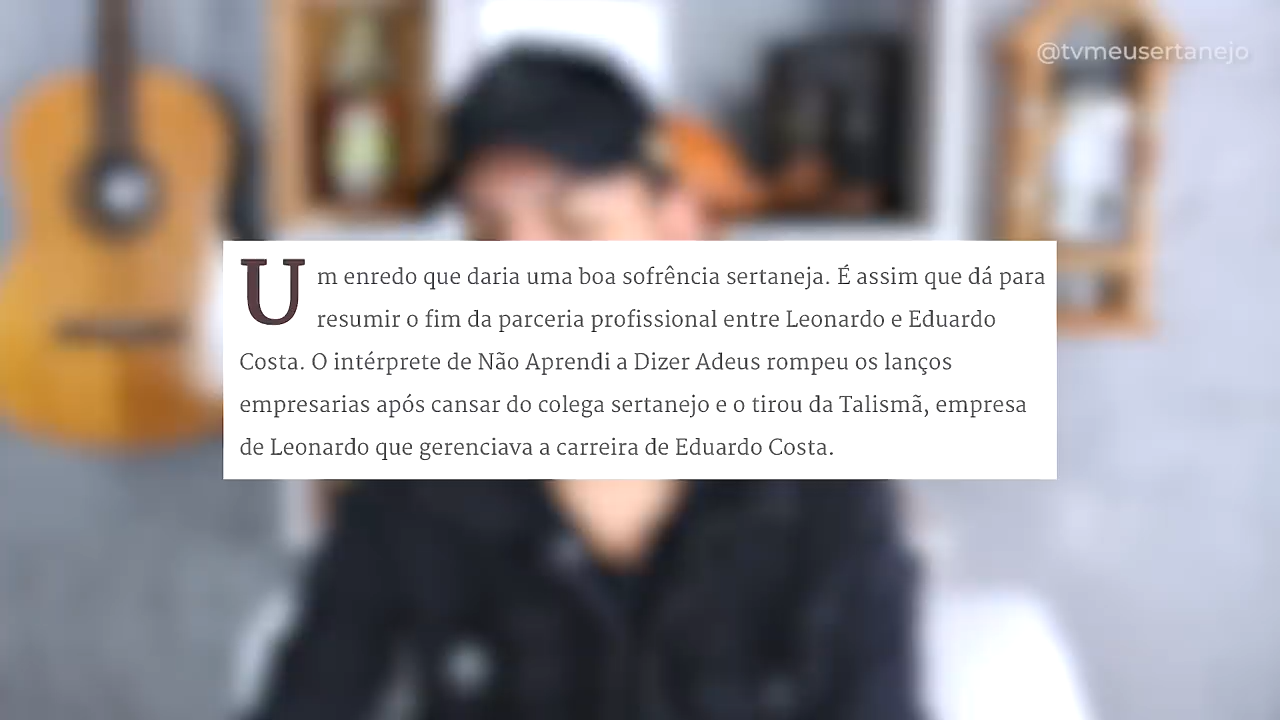 @tvmeusertanejo
Um enredo que daria uma boa sofrência sertaneja. É assim que dá para
resumir o fim da parceria profissional entre Leonardo e Eduardo
Costa. O intérprete de Não Aprendi a Dizer Adeus rompeu os lanços
empresarias após cansar do colega sertanejo e o tirou da Talismã, empresa
de Leonardo que gerenciava a carreira de Eduardo Costa.